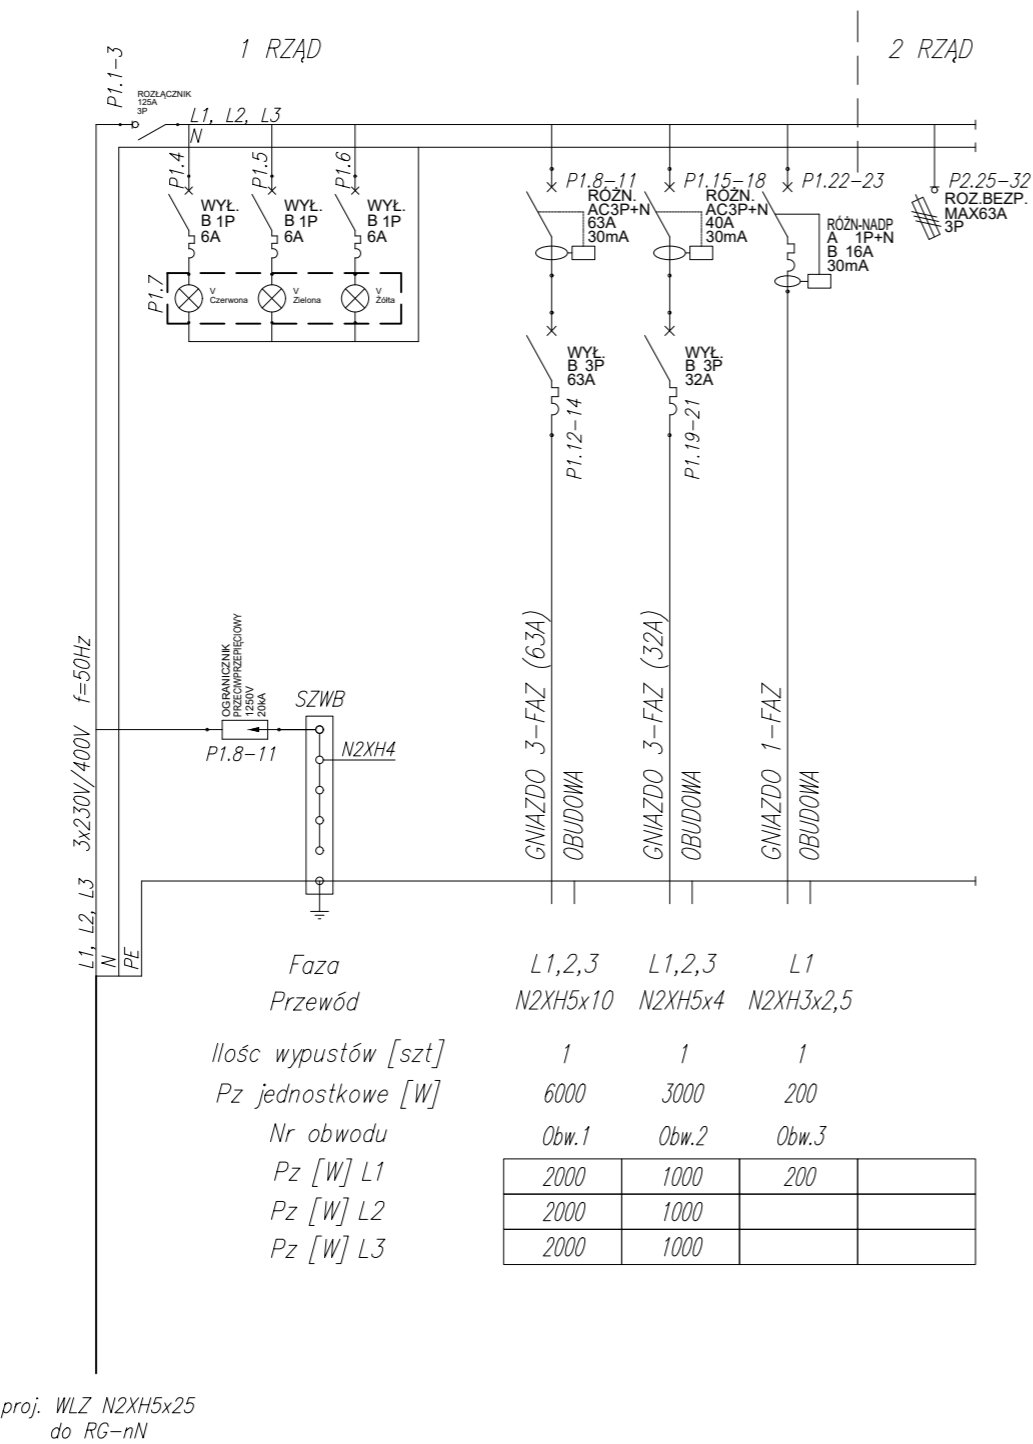 1 RZĄD
2 RZĄD
P1.1-3
ROZŁĄCZNIK
125A
3P
L1, L2, L3
N
P1.4
P1.5
P1.6
WYŁ.
B 1P
6A
WYŁ.
B 1P
6A
WYŁ.
B 1P
6A
P1.7
V
Czerwona
V
Zielona
V
Żółta
P1.8-11
RÓŻN.
AC3P+N
63A
30mA
P1.15-18
RÓŻN.
AC3P+N
40A
30mA
P1.22-23
RÓŻN-NADP
A 1P+N
B 16A
30mA
P2.25-32
ROZ.BEZP.
MAX63A
3P
WYŁ.
B 3P
63A
P1.12-14
WYŁ.
B 3P
32A
P1.19-21
OGRANICZNIK
PRZECIWPRZEPIĘCIOWY
1250V
20kA
P1.8-11
SZWB
N2XH4
L1, L2, L3 3x230V/400V f=50Hz
N
PE
GNIAZDO 3-FAZ (63A)
OBUDOWA
GNIAZDO 3-FAZ (32A)
OBUDOWA
GNIAZDO 1-FAZ
OBUDOWA
Faza L1,2,3 L1,2,3 L1
Przewód N2XH5x10 N2XH5x4 N2XH3x2,5
Ilośc wypustów [szt] 1 1 1
Pz jednostkowe [W] 6000 3000 200
Nr obwodu Obw.1 Obw.2 Obw.3
Pz [W] L1 2000 1000 200
Pz [W] L2 2000 1000
Pz [W] L3 2000 1000
proj. WLZ N2XH5x25
do RG-nN